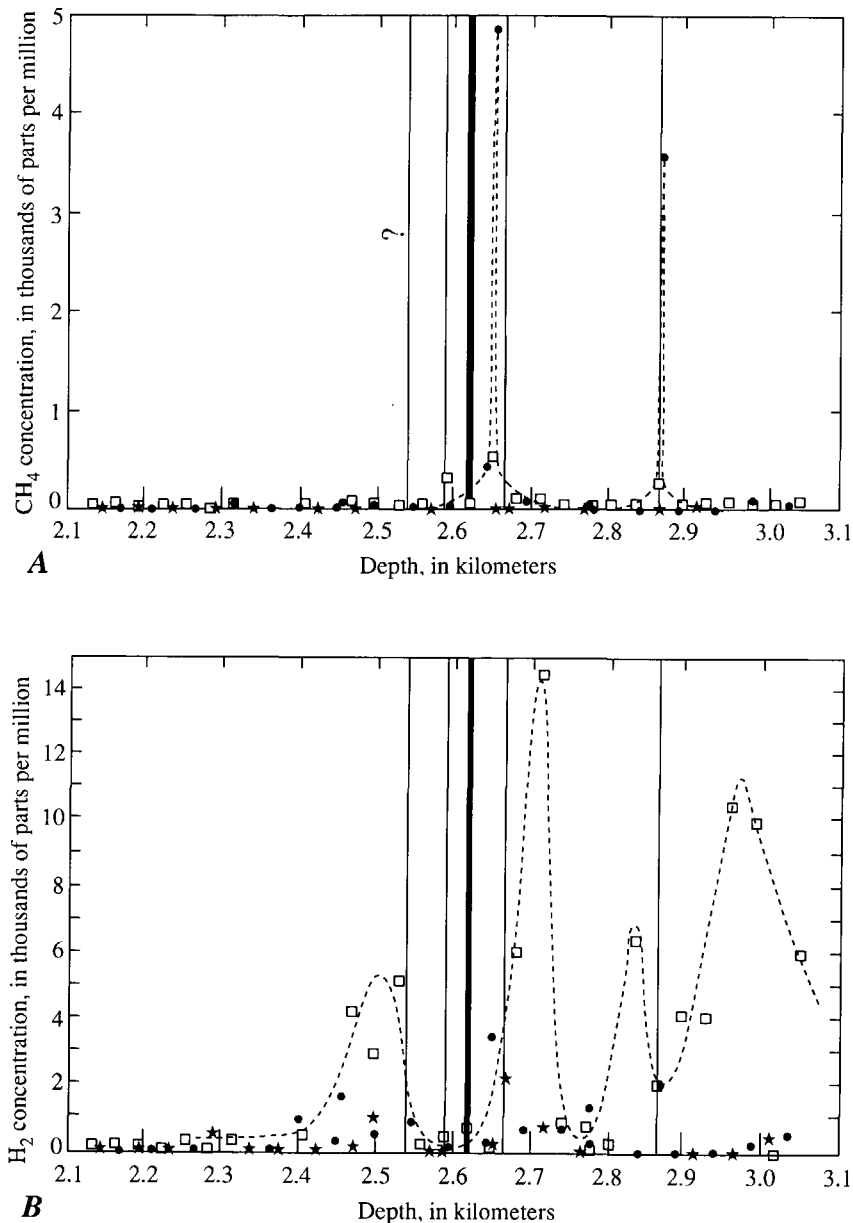 CH4 concentration, in thousands of parts per million
5
4
3
2
1
0
?
2.1 2.2 2.3 2.4 2.5 2.6 2.7 2.8 2.9 3.0 3.1
Depth, in kilometers
A
H2 concentration, in thousands of parts per million
14
12
10
8
6
4
2
0
2.1 2.2 2.3 2.4 2.5 2.6 2.7 2.8 2.9 3.0 3.1
Depth, in kilometers
B